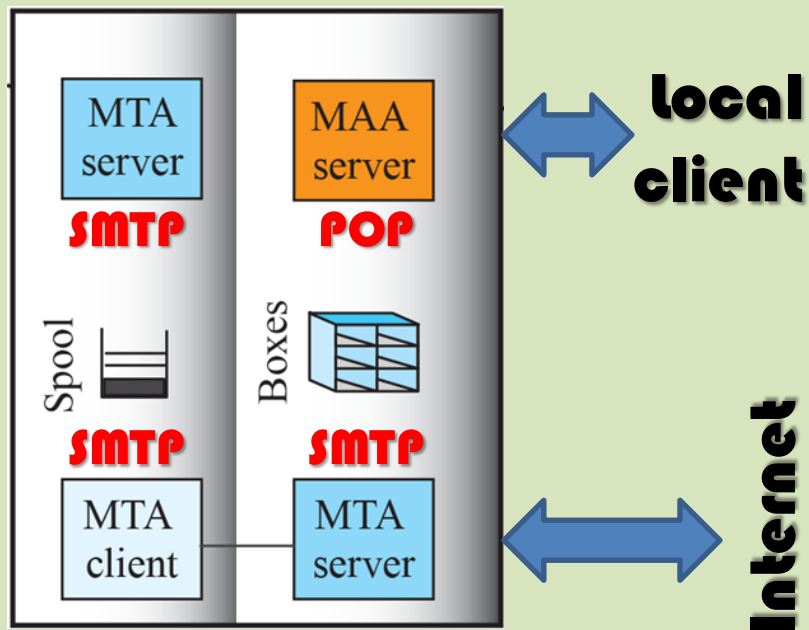 MTA
server
SMTP
MAA
server
POP
Local
client
Spool
Boxes
SMTP
SMTP
MTA
client
MTA
server
Internet